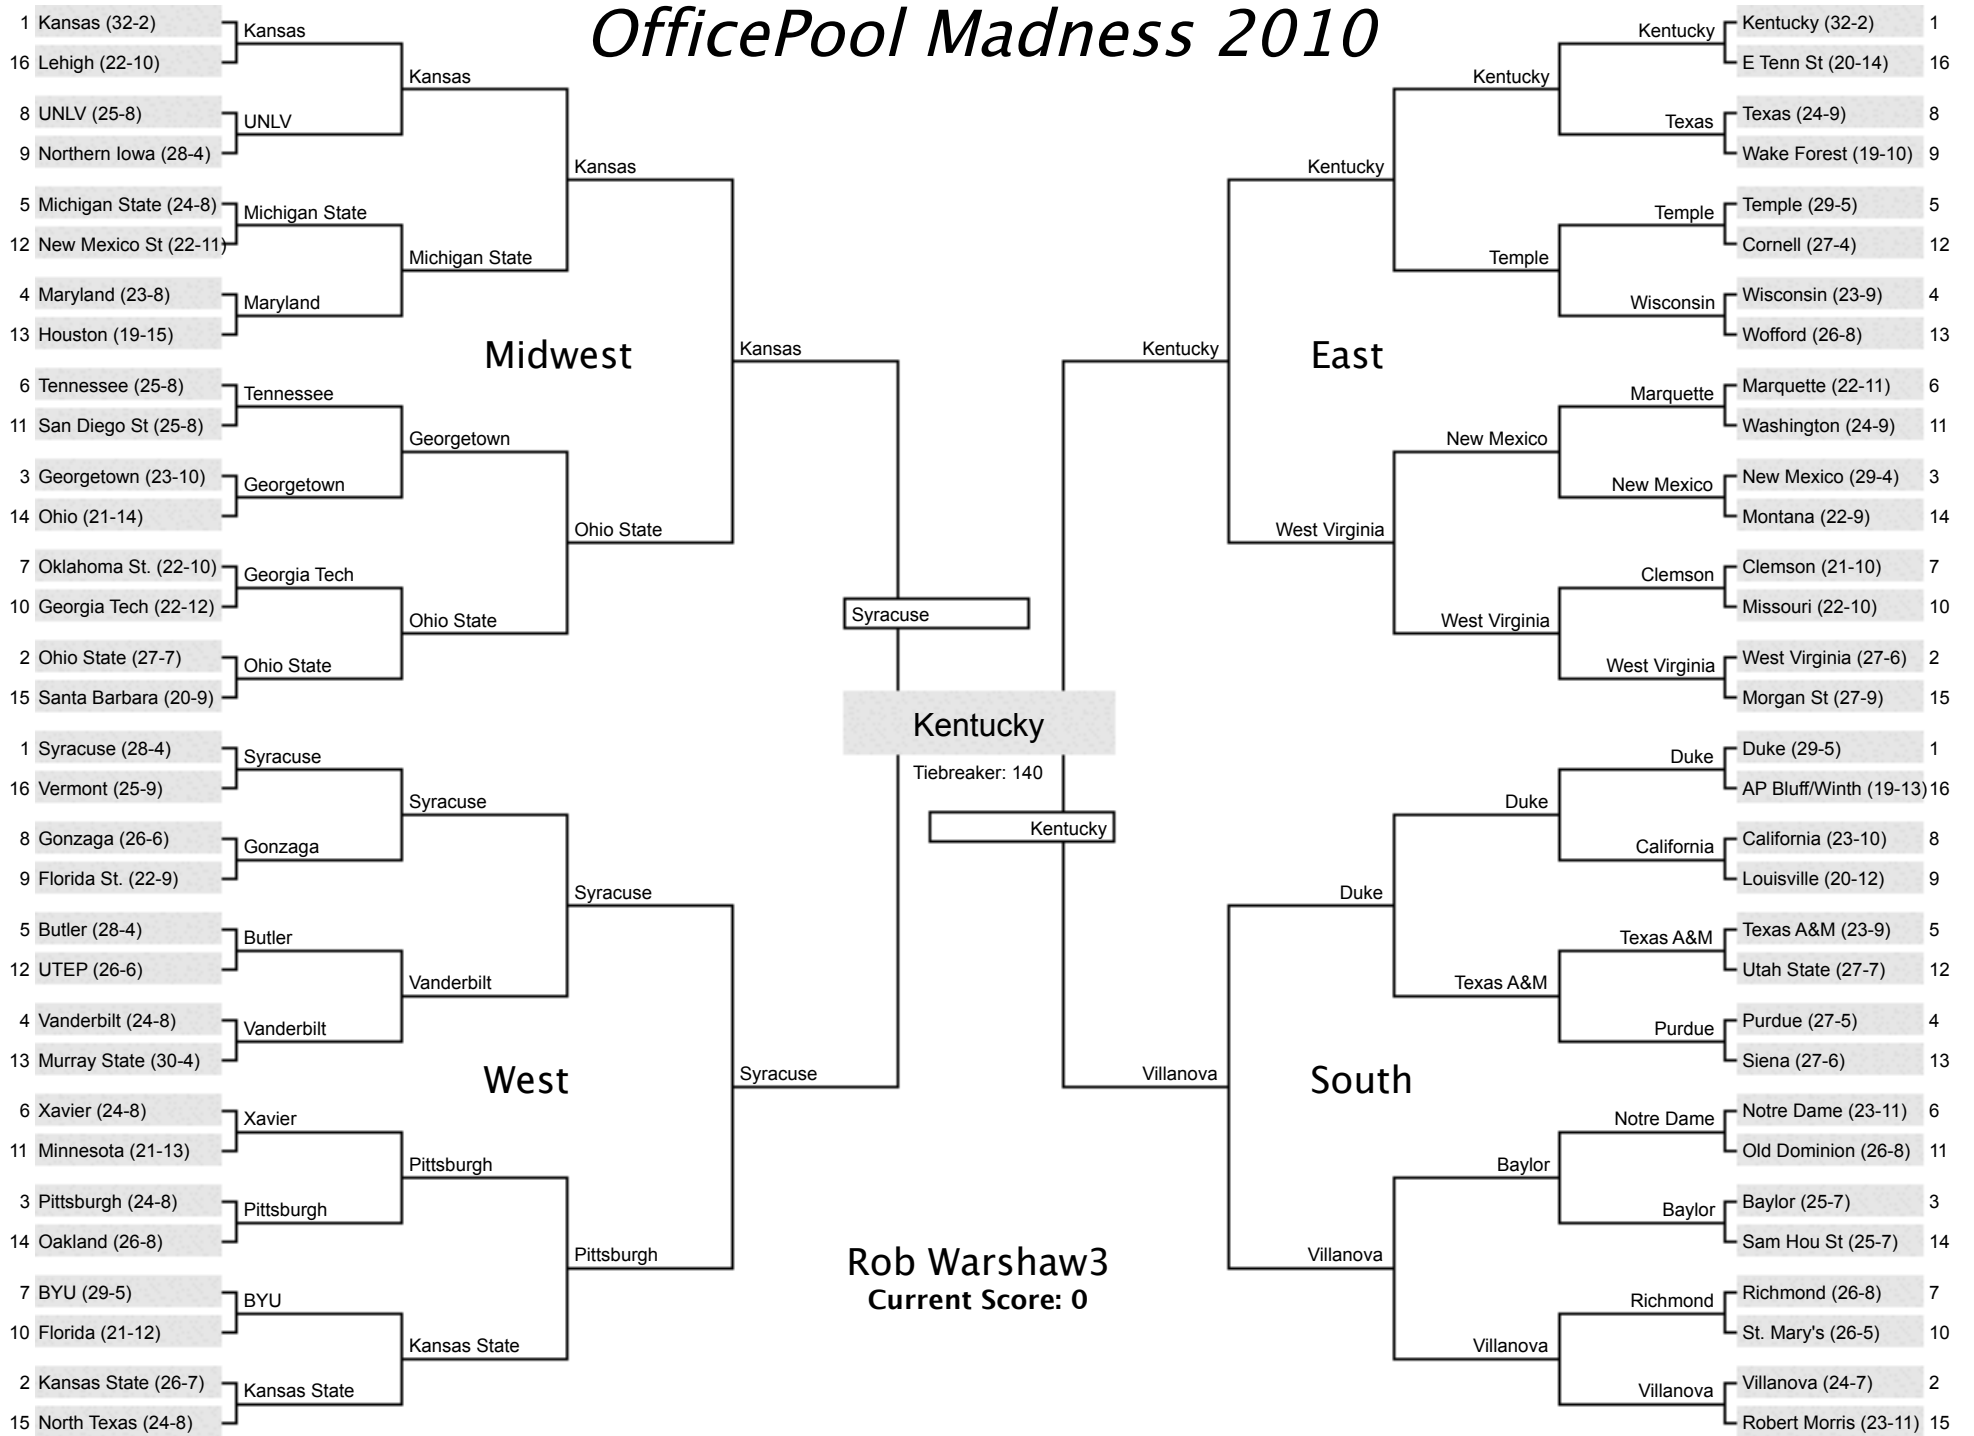 OfficePool Madness 2010
1 Kansas (32-2)
16 Lehigh (22-10)
8 UNLV (25-8)
9 Northern Iowa (28-4)
5 Michigan State (24-8)
12 New Mexico St (22-11)
4 Maryland (23-8)
13 Houston (19-15)
6 Tennessee (25-8)
11 San Diego St (25-8)
3 Georgetown (23-10)
14 Ohio (21-14)
7 Oklahoma St. (22-10)
10 Georgia Tech (22-12)
2 Ohio State (27-7)
15 Santa Barbara (20-9)
Kansas
UNLV
Michigan State
Maryland
Tennessee
Georgetown
Georgia Tech
Ohio State
Kansas
Michigan State
Georgetown
Ohio State
Kansas
Ohio State
Kansas
Midwest
1 Syracuse (28-4)
16 Vermont (25-9)
8 Gonzaga (26-6)
9 Florida St. (22-9)
5 Butler (28-4)
12 UTEP (26-6)
4 Vanderbilt (24-8)
13 Murray State (30-4)
6 Xavier (24-8)
11 Minnesota (21-13)
3 Pittsburgh (24-8)
14 Oakland (26-8)
7 BYU (29-5)
10 Florida (21-12)
2 Kansas State (26-7)
15 North Texas (24-8)
Syracuse
Gonzaga
Butler
Vanderbilt
Xavier
Pittsburgh
BYU
Kansas State
Syracuse
Vanderbilt
Pittsburgh
Kansas State
Syracuse
Pittsburgh
Syracuse
West
Syracuse
Kentucky
Tiebreaker: 140
Kentucky
Rob Warshaw3
Current Score: 0
Kentucky (32-2) 1
E Tenn St (20-14) 16
Texas (24-9) 8
Wake Forest (19-10) 9
Temple (29-5) 5
Cornell (27-4) 12
Wisconsin (23-9) 4
Wofford (26-8) 13
Marquette (22-11) 6
Washington (24-9) 11
New Mexico (29-4) 3
Montana (22-9) 14
Clemson (21-10) 7
Missouri (22-10) 10
West Virginia (27-6) 2
Morgan St (27-9) 15
Kentucky
Texas
Temple
Wisconsin
Marquette
New Mexico
Clemson
West Virginia
Kentucky
Temple
New Mexico
West Virginia
Kentucky
West Virginia
Kentucky
East
Duke (29-5) 1
AP Bluff/Winth (19-13) 16
California (23-10) 8
Louisville (20-12) 9
Texas A&M (23-9) 5
Utah State (27-7) 12
Purdue (27-5) 4
Siena (27-6) 13
Notre Dame (23-11) 6
Old Dominion (26-8) 11
Baylor (25-7) 3
Sam Hou St (25-7) 14
Richmond (26-8) 7
St. Mary's (26-5) 10
Villanova (24-7) 2
Robert Morris (23-11) 15
Duke
California
Texas A&M
Purdue
Notre Dame
Baylor
Richmond
Villanova
Duke
Texas A&M
Baylor
Villanova
Duke
Villanova
Villanova
South